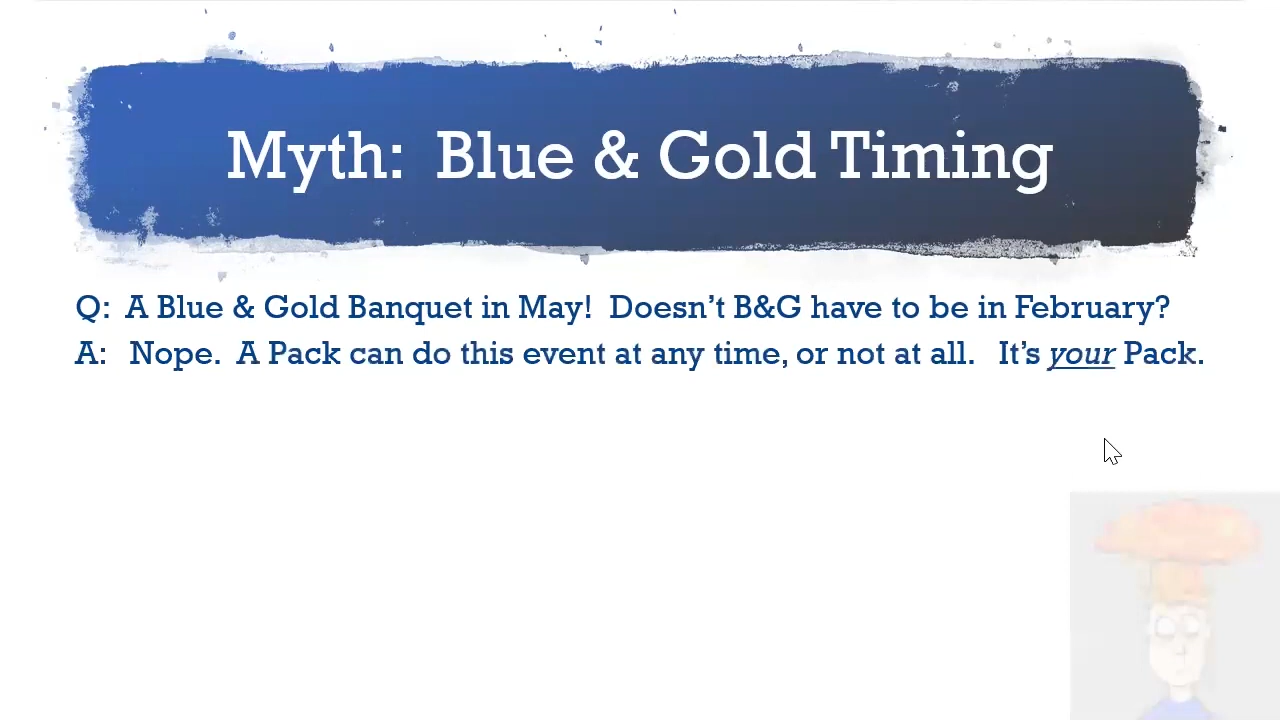 Myth: Blue & Gold Timing
Q: A Blue & Gold Banquet in May! Doesn’t B&G have to be in February?
A: Nope. A Pack can do this event at any time, or not at all. It’s your Pack.